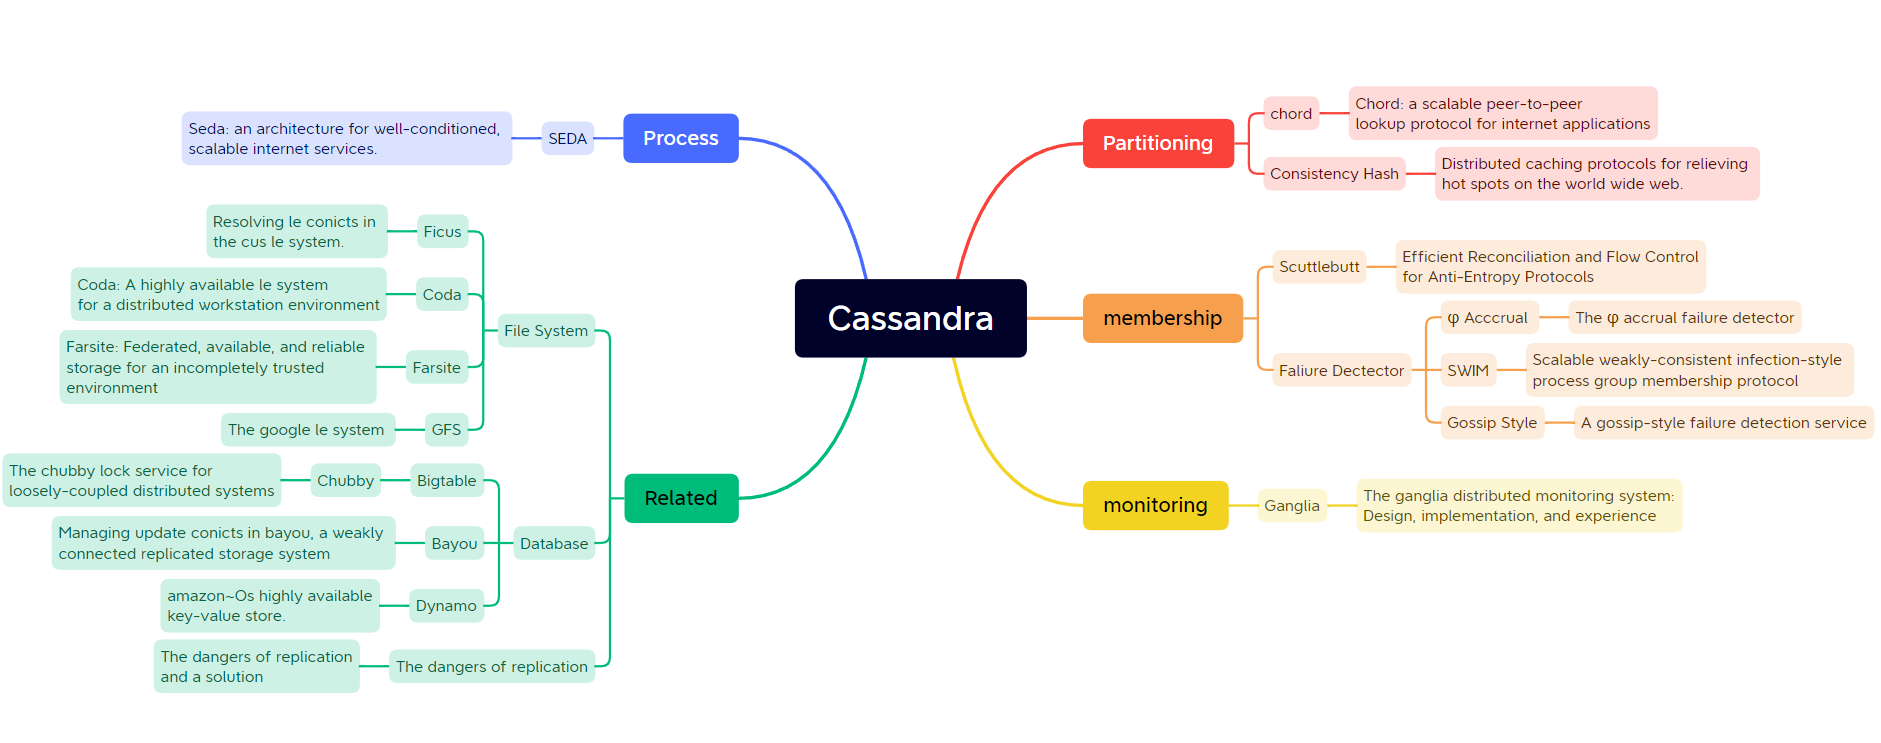 Cassandra
Process
SEDA
Seda: an architecture for well-conditioned,
scalable internet services.
Related
File System
Ficus
Resolving le conicts in
the cus le system.
Coda
Coda: A highly available le system
for a distributed workstation environment
Farsite
Farsite: Federated, available, and reliable
storage for an incompletely trusted
environment
GFS
The google le system
Database
Bigtable
Chubby
The chubby lock service for
loosely-coupled distributed systems
Bayou
Managing update conicts in bayou, a weakly
connected replicated storage system
Dynamo
amazon~Os highly available
key-value store.
The dangers of replication
The dangers of replication
and a solution
Partitioning
chord
Chord: a scalable peer-to-peer
lookup protocol for internet applications
Consistency Hash
Distributed caching protocols for relieving
hot spots on the world wide web.
membership
Scuttlebutt
Efficient Reconciliation and Flow Control
for Anti-Entropy Protocols
Faliure Dectector
φ Acccrual
The φ accrual failure detector
SWIM
Scalable weakly-consistent infection-style
process group membership protocol
Gossip Style
A gossip-style failure detection service
monitoring
Ganglia
The ganglia distributed monitoring system:
Design, implementation, and experience